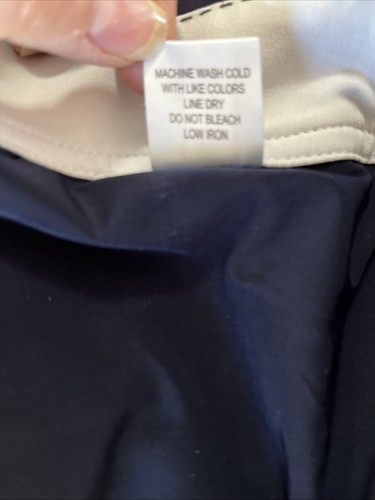 MACHINE WASH COLD
WITH LIKE COLORS
LINE DRY
DO NOT BLEACH
LOW IRON